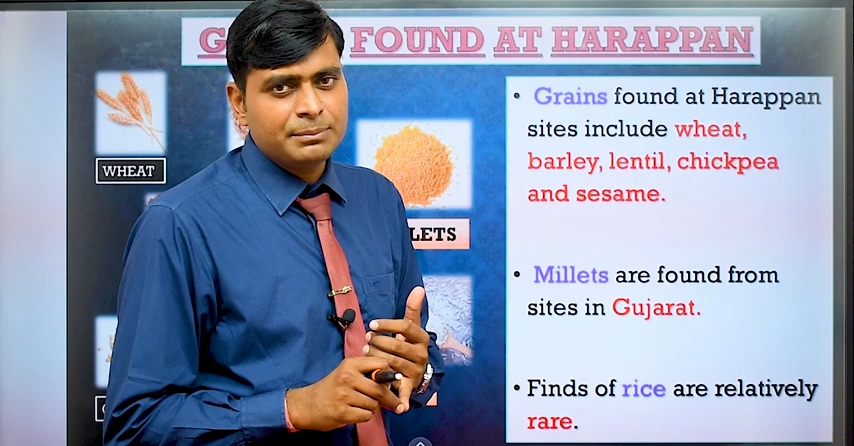 FOUND AT HARAPPAN
WHEAT
LETS
• Grains found at Harappan
sites include wheat,
barley, lentil, chickpea
and sesame.
• Millets are found from
sites in Gujarat.
• Finds of rice are relatively
rare.